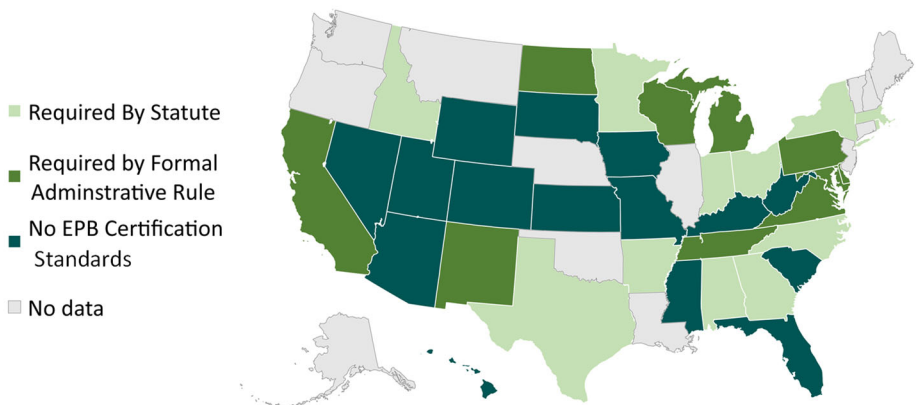 Required By Statute
Required by Formal
Adminstrative Rule
No EPB Certification
Standards
No data